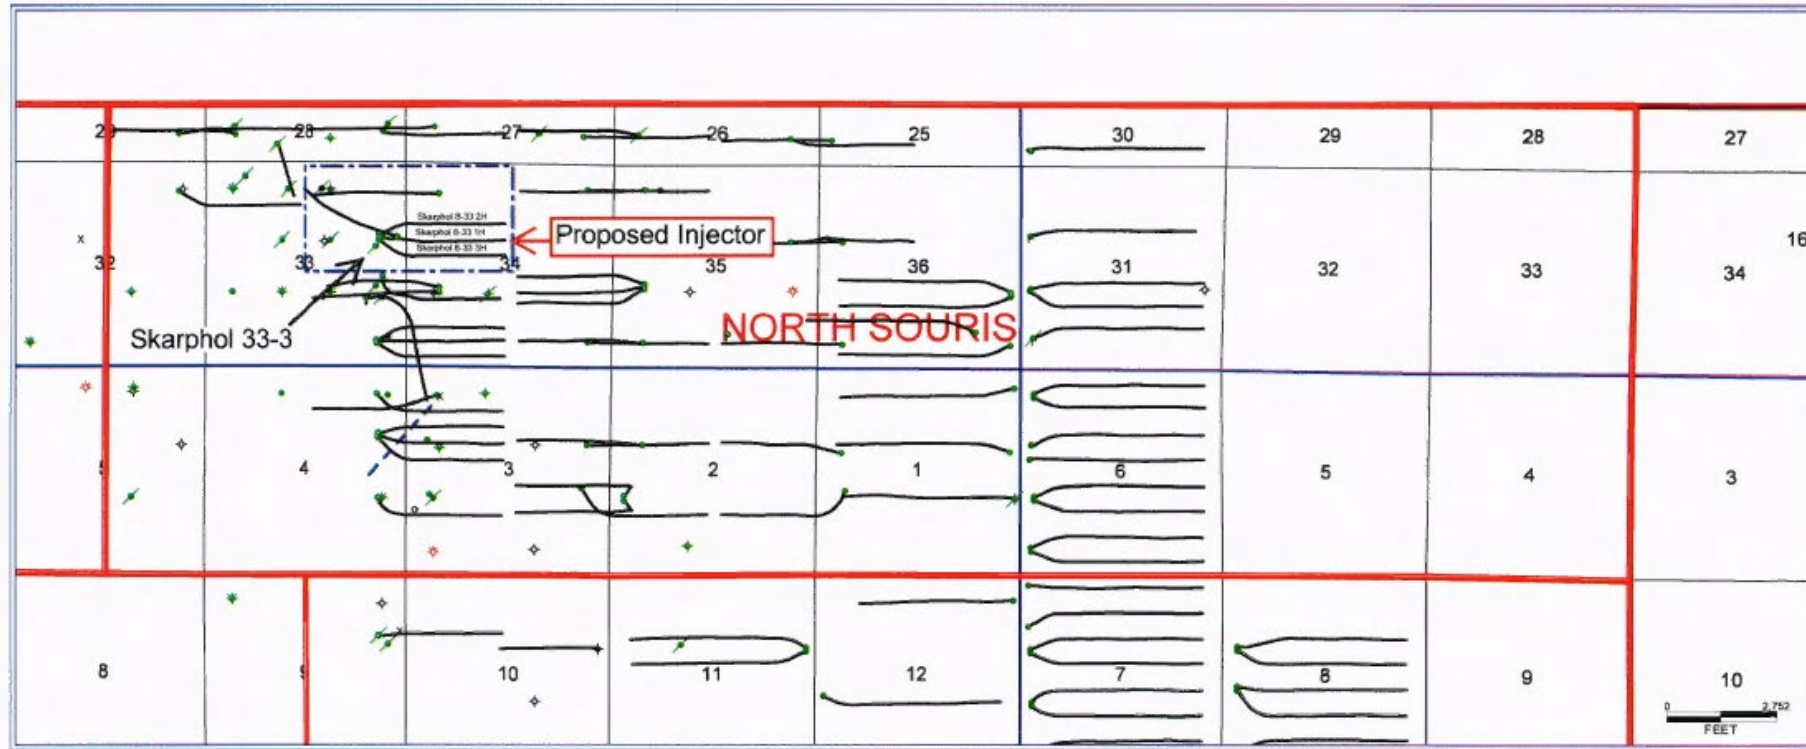 29 28 27 26 25 30 29 28 27
Skarphol 8-33 2H
Skarphol 8-33 1H
Skarphol 8-33 3H
Proposed Injector
16
32 33 34 35 36 31 32 33 34
Skarphol 33-3
NORTH SOURIS
5 4 3 2 1 6 5 4 3
8 9 10 11 12 7 8 9 10
0 2,752
FEET